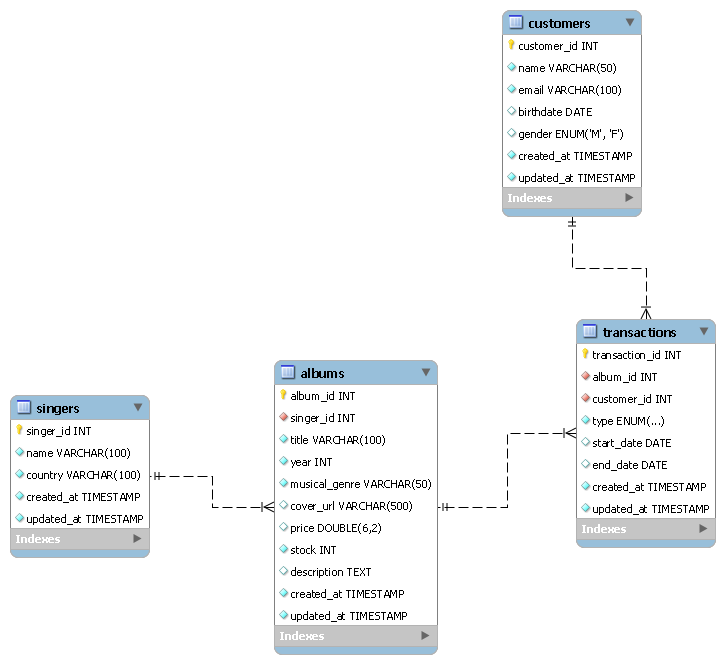 customers
customer_id INT
name VARCHAR(50)
email VARCHAR(100)
birthdate DATE
gender ENUM('M', 'F')
created_at TIMESTAMP
updated_at TIMESTAMP
Indexes
transactions
transaction_id INT
album_id INT
customer_id INT
type ENUM(...)
start_date DATE
end_date DATE
created_at TIMESTAMP
updated_at TIMESTAMP
Indexes
albums
album_id INT
singer_id INT
title VARCHAR(100)
year INT
musical_genre VARCHAR(50)
cover_url VARCHAR(500)
price DOUBLE(6,2)
stock INT
description TEXT
created_at TIMESTAMP
updated_at TIMESTAMP
Indexes
singers
singer_id INT
name VARCHAR(100)
country VARCHAR(100)
created_at TIMESTAMP
updated_at TIMESTAMP
Indexes